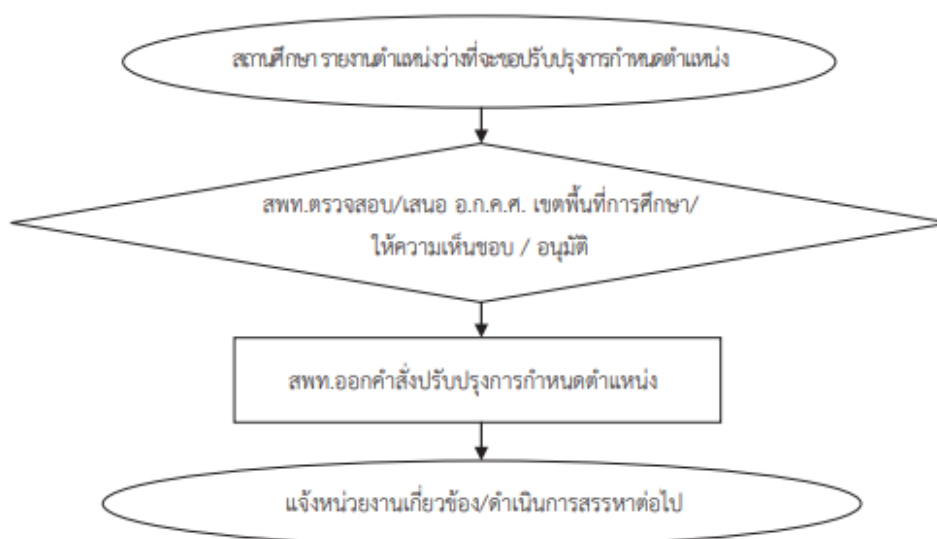 สถานศึกษา รายงานตำแหน่งว่างที่จะขอปรับปรุงการกำหนดตำแหน่ง
สพท.ตรวจสอบ/เสนอ อ.ก.ค.ศ. เขตพื้นที่การศึกษา/
ให้ความเห็นชอบ / อนุมัติ
สพท.ออกคำสั่งปรับปรุงการกำหนดตำแหน่ง
แจ้งหน่วยงานเกี่ยวข้อง/ดำเนินการสรรหาต่อไป